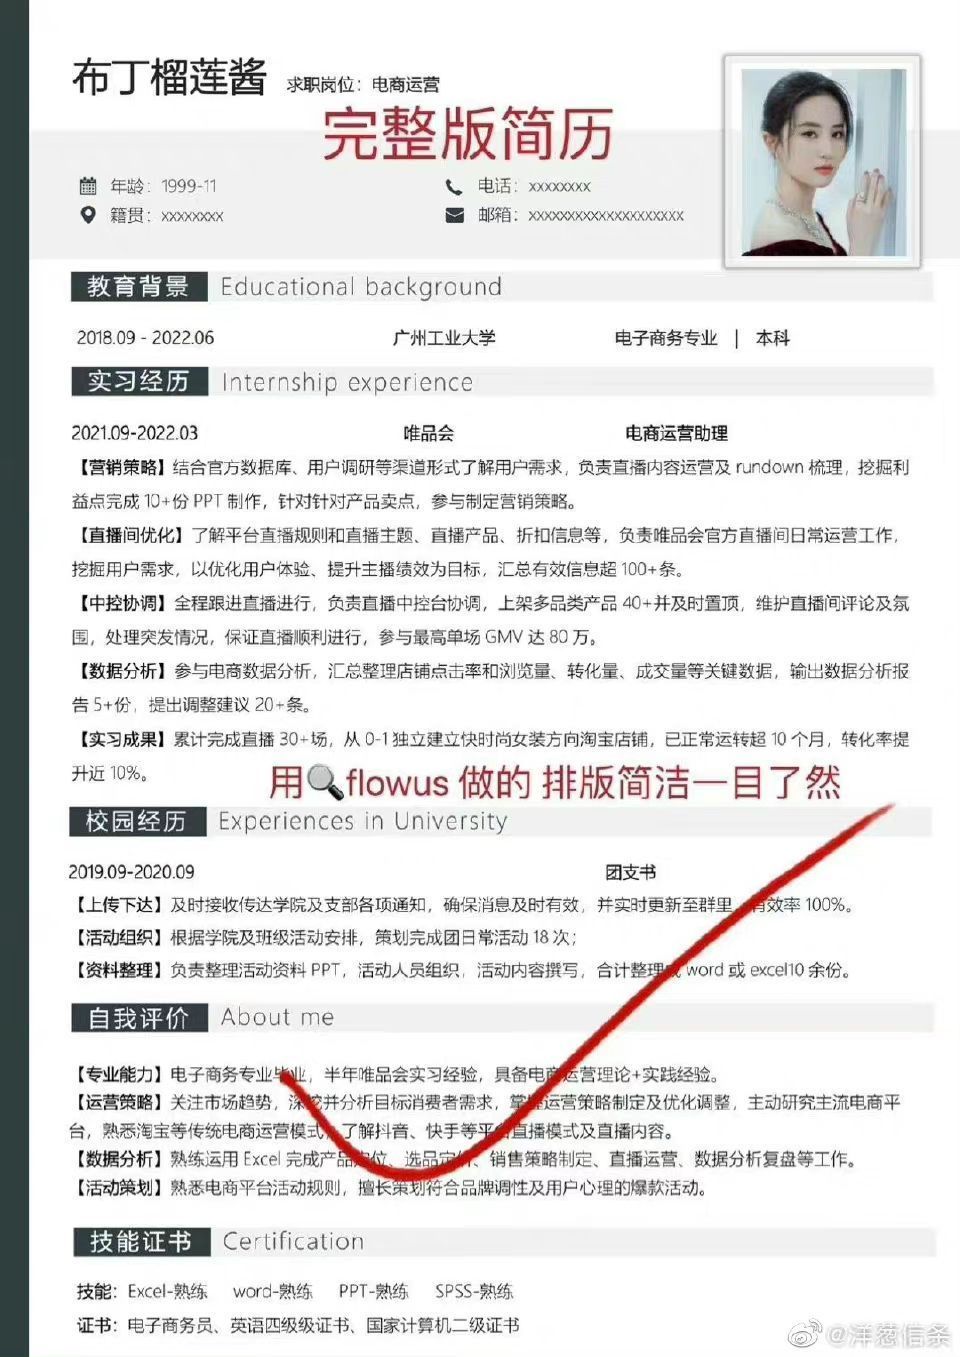 布丁榴莲酱 求职岗位：电商运营
完整版简历
年龄：1999-11
电话：xxxxxxxx
籍贯：xxxxxxxx
邮箱：xxxxxxxxxxxxxxxxxxxx
教育背景 Educational background
2018.09 - 2022.06 广州工业大学 电子商务专业 | 本科
实习经历 Internship experience
2021.09-2022.03 唯品会 电商运营助理
【营销策略】结合官方数据库、用户调研等渠道形式了解用户需求，负责直播内容运营及 rundown 梳理，挖掘利
益点完成 10+份 PPT 制作，针对针对产品卖点，参与制定营销策略。
【直播间优化】了解平台直播规则和直播主题、直播产品、折扣信息等，负责唯品会官方直播间日常运营工作，
挖掘用户需求，以优化用户体验、提升主播绩效为目标，汇总有效信息超 100+条。
【中控协调】全程跟进直播进行，负责直播中控台协调，上架多品类产品 40+并及时置顶，维护直播间评论及氛
围，处理突发情况，保证直播顺利进行，参与最高单场 GMV 达 80 万。
【数据分析】参与电商数据分析，汇总整理店铺点击率和浏览量、转化量、成交量等关键数据，输出数据分析报
告 5+份，提出调整建议 20+条。
【实习成果】累计完成直播 30+场，从 0-1 独立建立快时尚女装方向淘宝店铺，已正常运转超 10 个月，转化率提
升近 10%。
用🔍flowus 做的 排版简洁一目了然
校园经历 Experiences in University
2019.09-2020.09 团支书
【上传下达】及时接收传达学院及支部各项通知，确保消息及时有效，并实时更新至群里，有效率 100%。
【活动组织】根据学院及班级活动安排，策划完成团日常活动 18 次；
【资料整理】负责整理活动资料 PPT，活动人员组织，活动内容撰写，合计整理成 word 或 excel10 余份。
自我评价 About me
【专业能力】电子商务专业毕业，半年唯品会实习经验，具备电商运营理论+实践经验。
【运营策略】关注市场趋势，深挖并分析目标消费者需求，掌握运营策略制定及优化调整，主动研究主流电商平
台，熟悉淘宝等传统电商运营模式，了解抖音、快手等平台直播模式及直播内容。
【数据分析】熟练运用 Excel 完成产品定位、选品定价、销售策略制定、直播运营、数据分析复盘等工作。
【活动策划】熟悉电商平台活动规则，擅长策划符合品牌调性及用户心理的爆款活动。
技能证书 Certification
技能：Excel-熟练 word-熟练 PPT-熟练 SPSS-熟练
证书：电子商务员、英语四级级证书、国家计算机二级证书
@洋葱信条